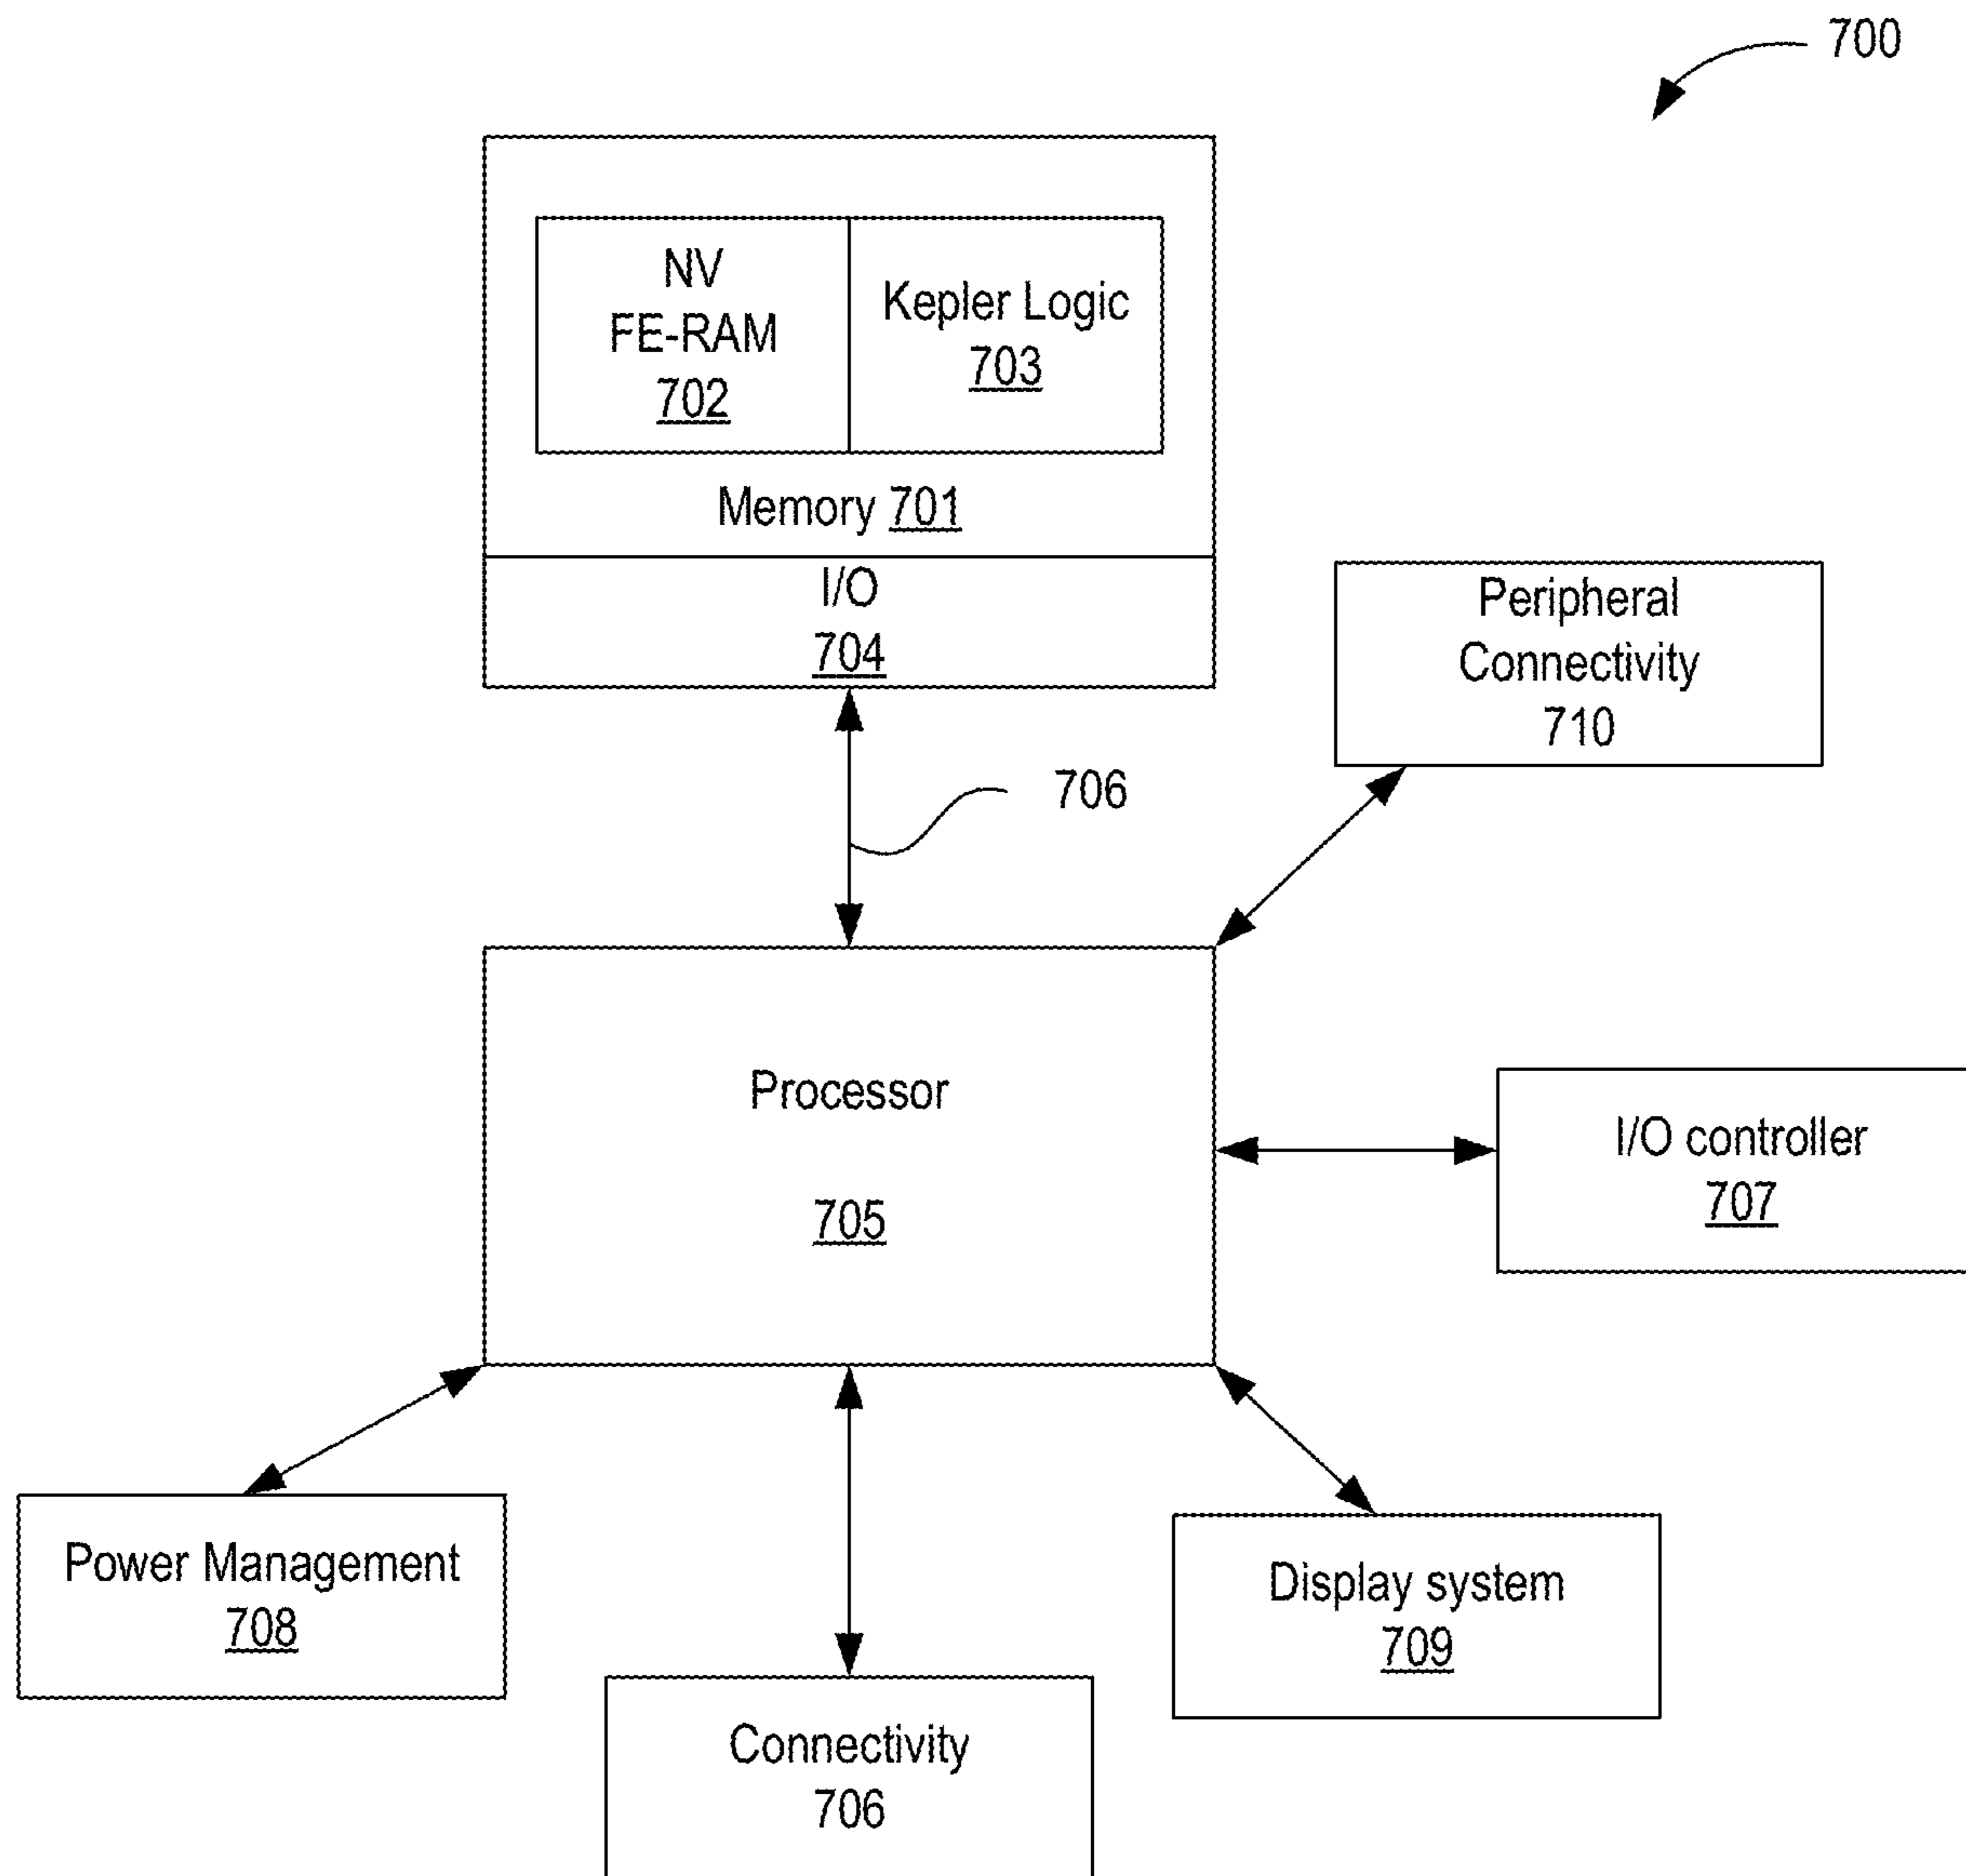 700
NV
FE-RAM
702
Kepler Logic
703
Memory 701
I/O
704
Peripheral
Connectivity
710
706
Processor
705
I/O controller
707
Power Management
708
Display system
709
Connectivity
706